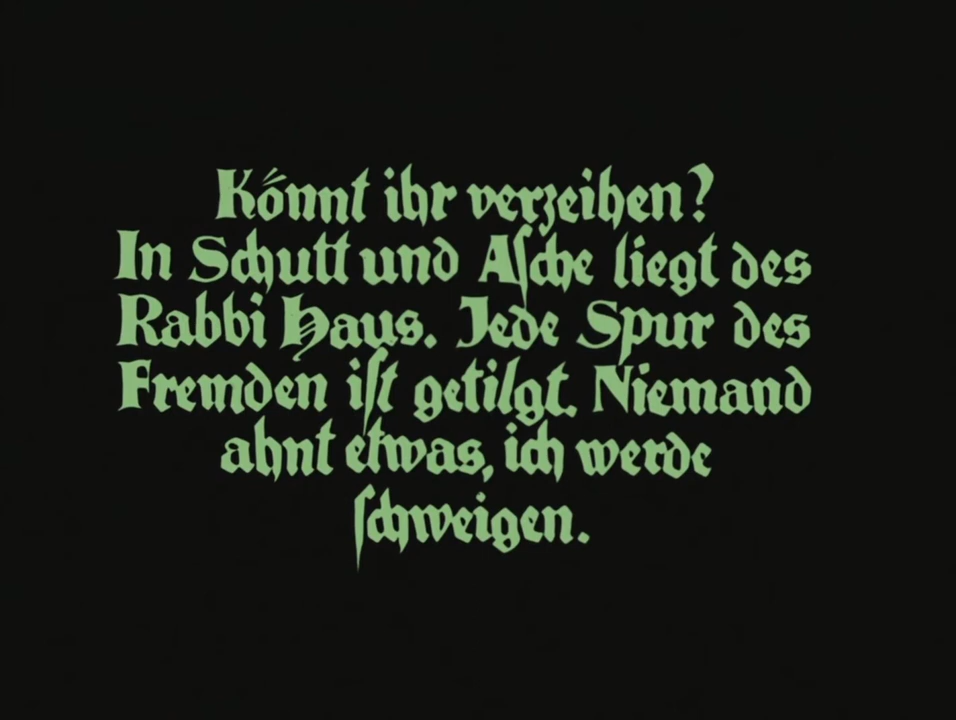 Könnt ihr verzeihen?
In Schutt und Aſche liegt des
Rabbi Haus. Jede Spur des
Fremden iſt getilgt. Niemand
ahnt etwas, ich werde
ſchweigen.